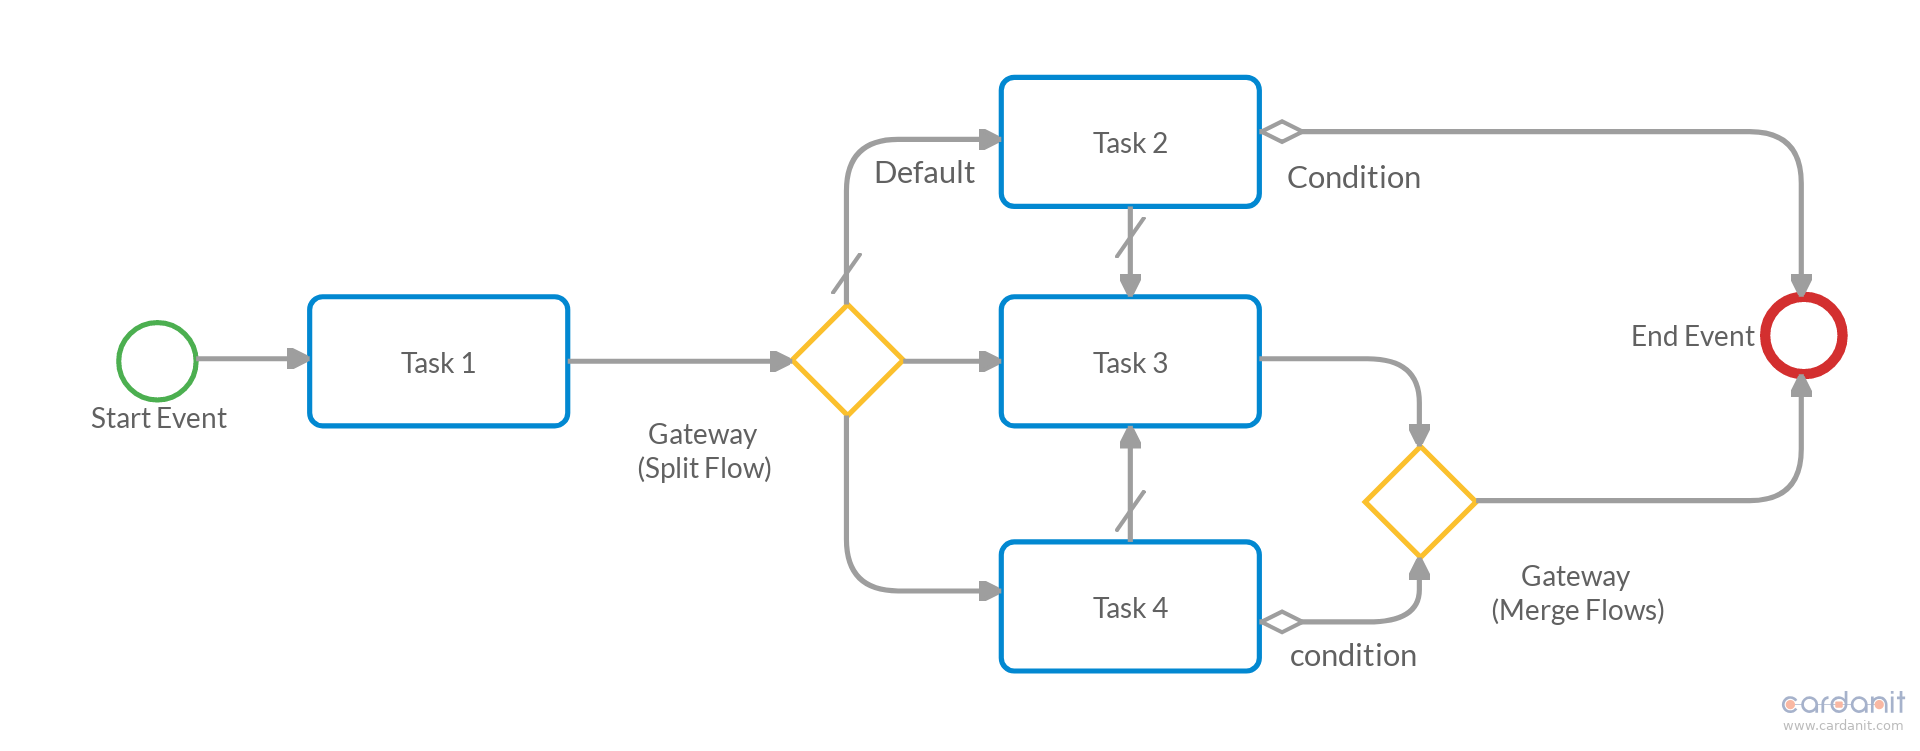 Task 2
Default
Condition
Start Event
Task 1
Gateway
(Split Flow)
Task 3
End Event
Task 4
condition
Gateway
(Merge Flows)
cardanit
www.cardanit.com